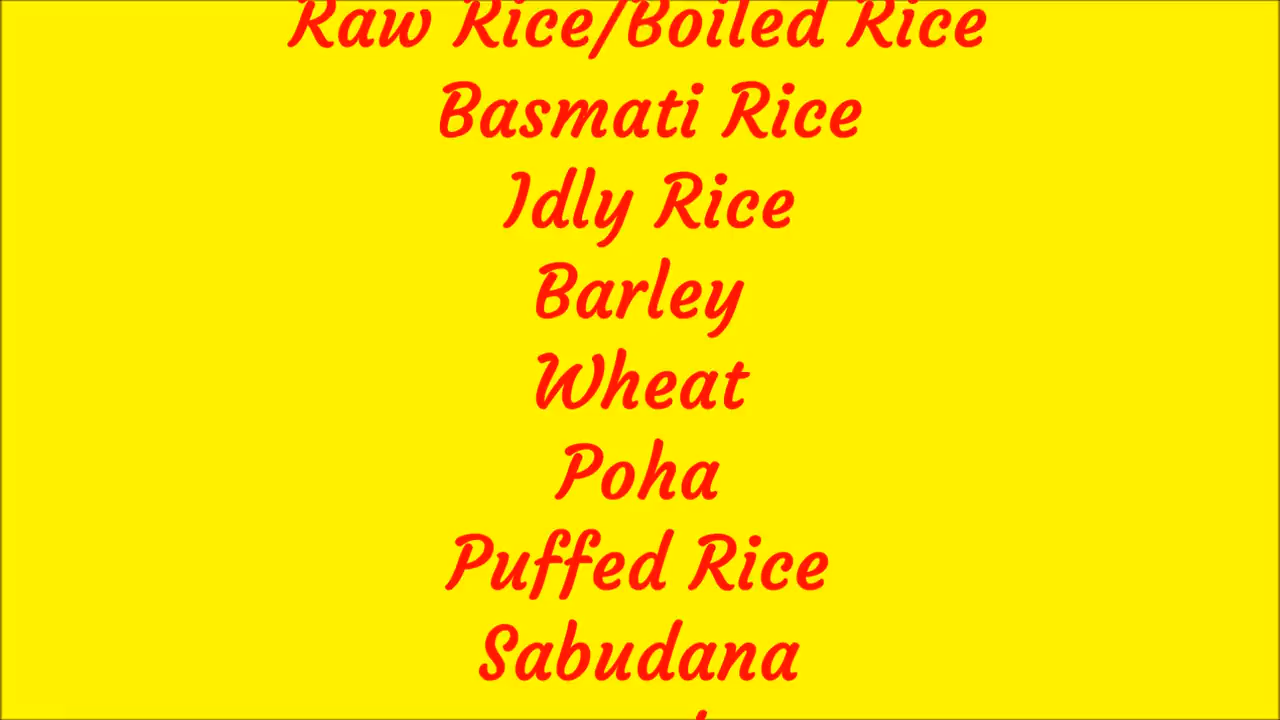 Raw Rice/Boiled Rice
Basmati Rice
Idly Rice
Barley
Wheat
Poha
Puffed Rice
Sabudana